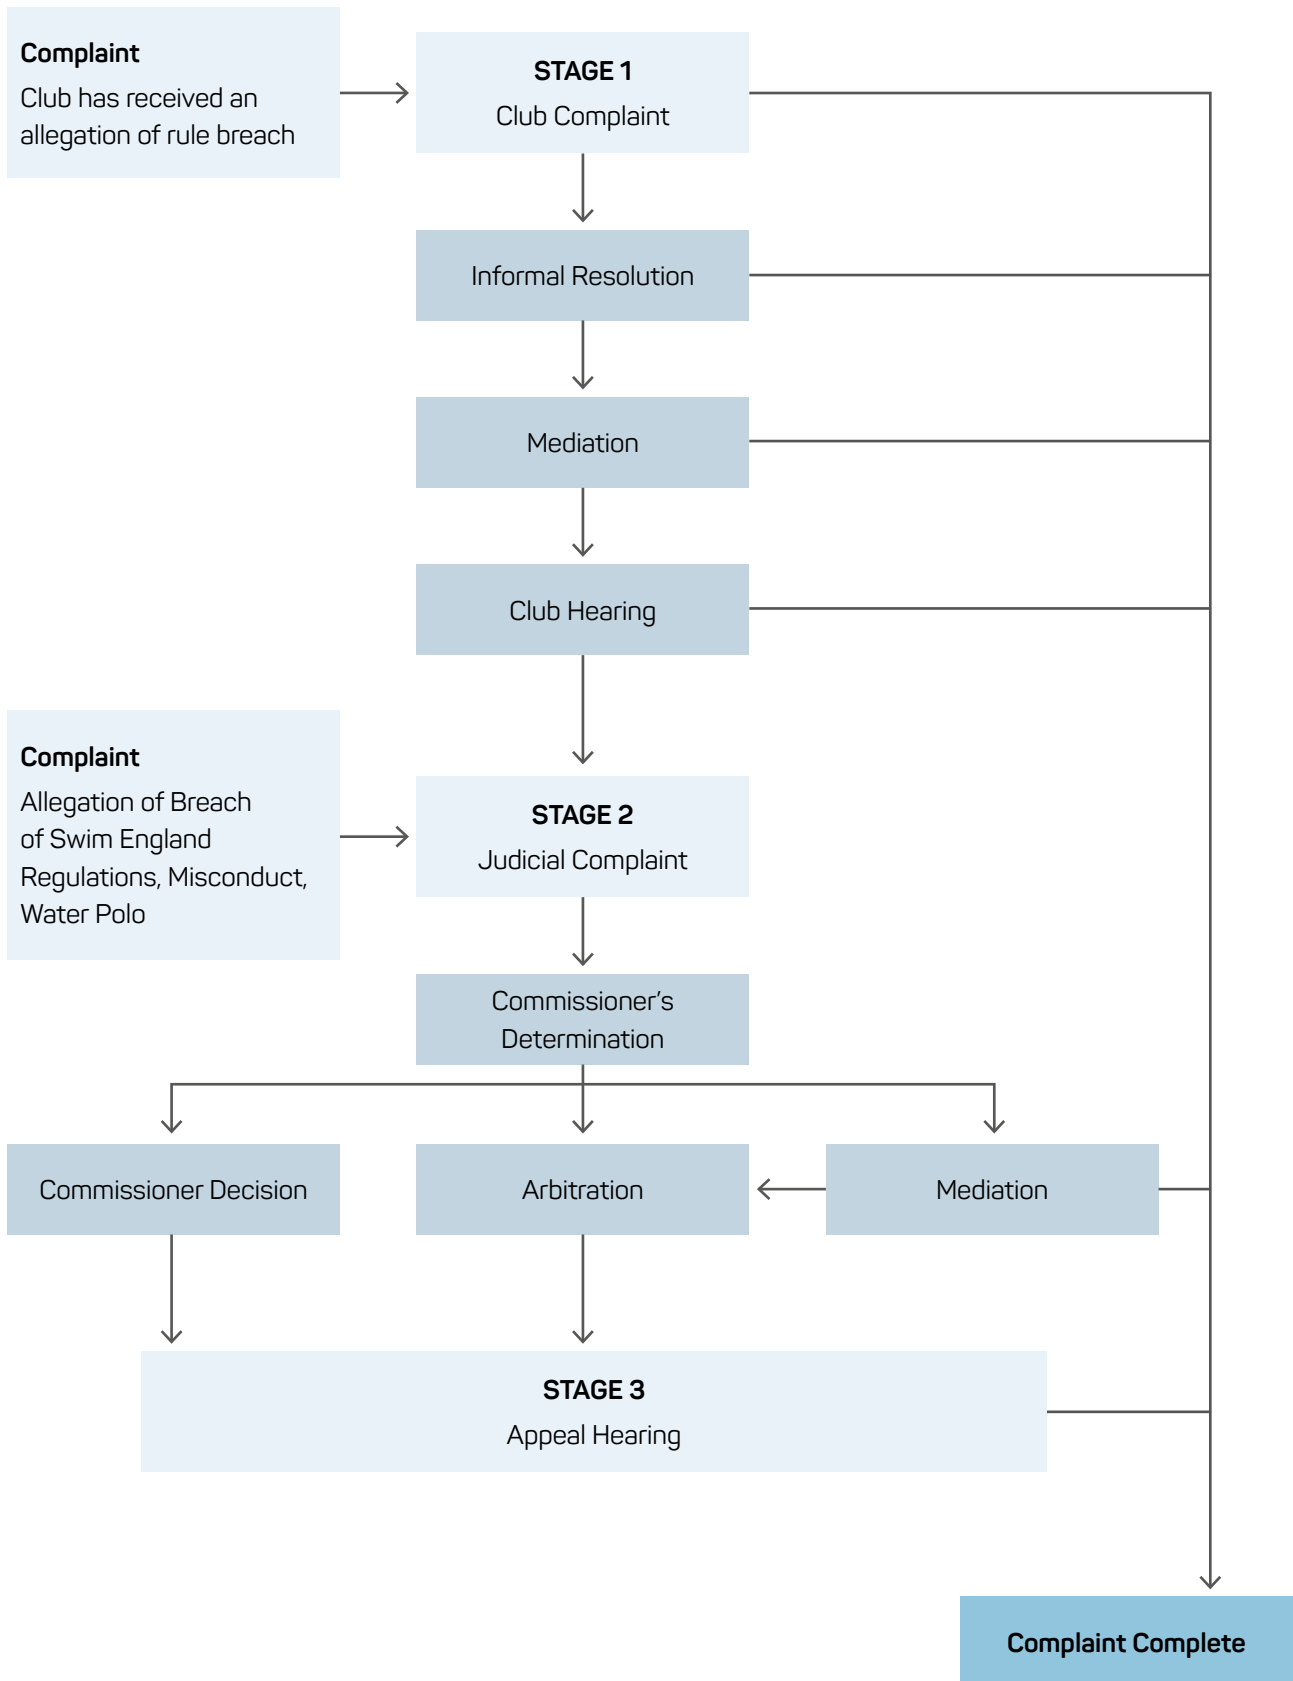 Complaint
Club has received an
allegation of rule breach
STAGE 1
Club Complaint
Informal Resolution
Mediation
Club Hearing
Complaint
Allegation of Breach
of Swim England
Regulations, Misconduct,
Water Polo
STAGE 2
Judicial Complaint
Commissioner’s
Determination
Commissioner Decision
Arbitration
Mediation
STAGE 3
Appeal Hearing
Complaint Complete